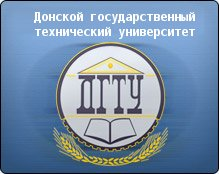 Донской государственный
технический университет
ДГТУ